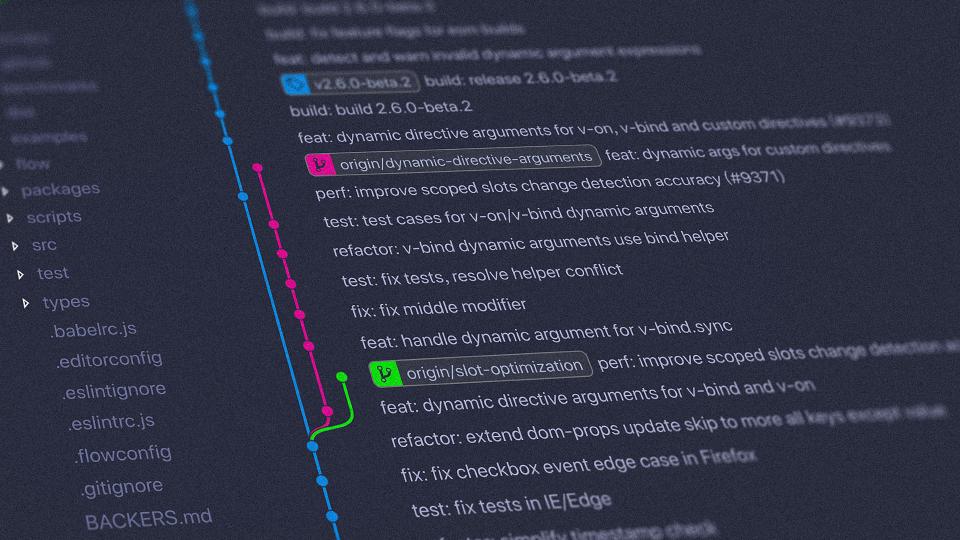 build: build 2.6.0-beta.3
build: fix feature flags for esm builds
feat: detect and warn invalid dynamic argument expressions
v2.6.0-beta.2 build: release 2.6.0-beta.2
build: build 2.6.0-beta.2
feat: dynamic directive arguments for v-on, v-bind and custom directives (#9373)
origin/dynamic-directive-arguments feat: dynamic args for custom directives
perf: improve scoped slots change detection accuracy (#9371)
test: test cases for v-on/v-bind dynamic arguments
refactor: v-bind dynamic arguments use bind helper
test: fix tests, resolve helper conflict
fix: fix middle modifier
feat: handle dynamic argument for v-bind.sync
origin/slot-optimization perf: improve scoped slots change detection
feat: dynamic directive arguments for v-bind and v-on
refactor: extend dom-props update skip to more all keys except value
fix: fix checkbox event edge case in Firefox
test: fix tests in IE/Edge
simplify timestamp check
examples
flow
packages
scripts
src
test
types
.babelrc.js
.editorconfig
.eslintignore
.eslintrc.js
.flowconfig
.gitignore
BACKERS.md